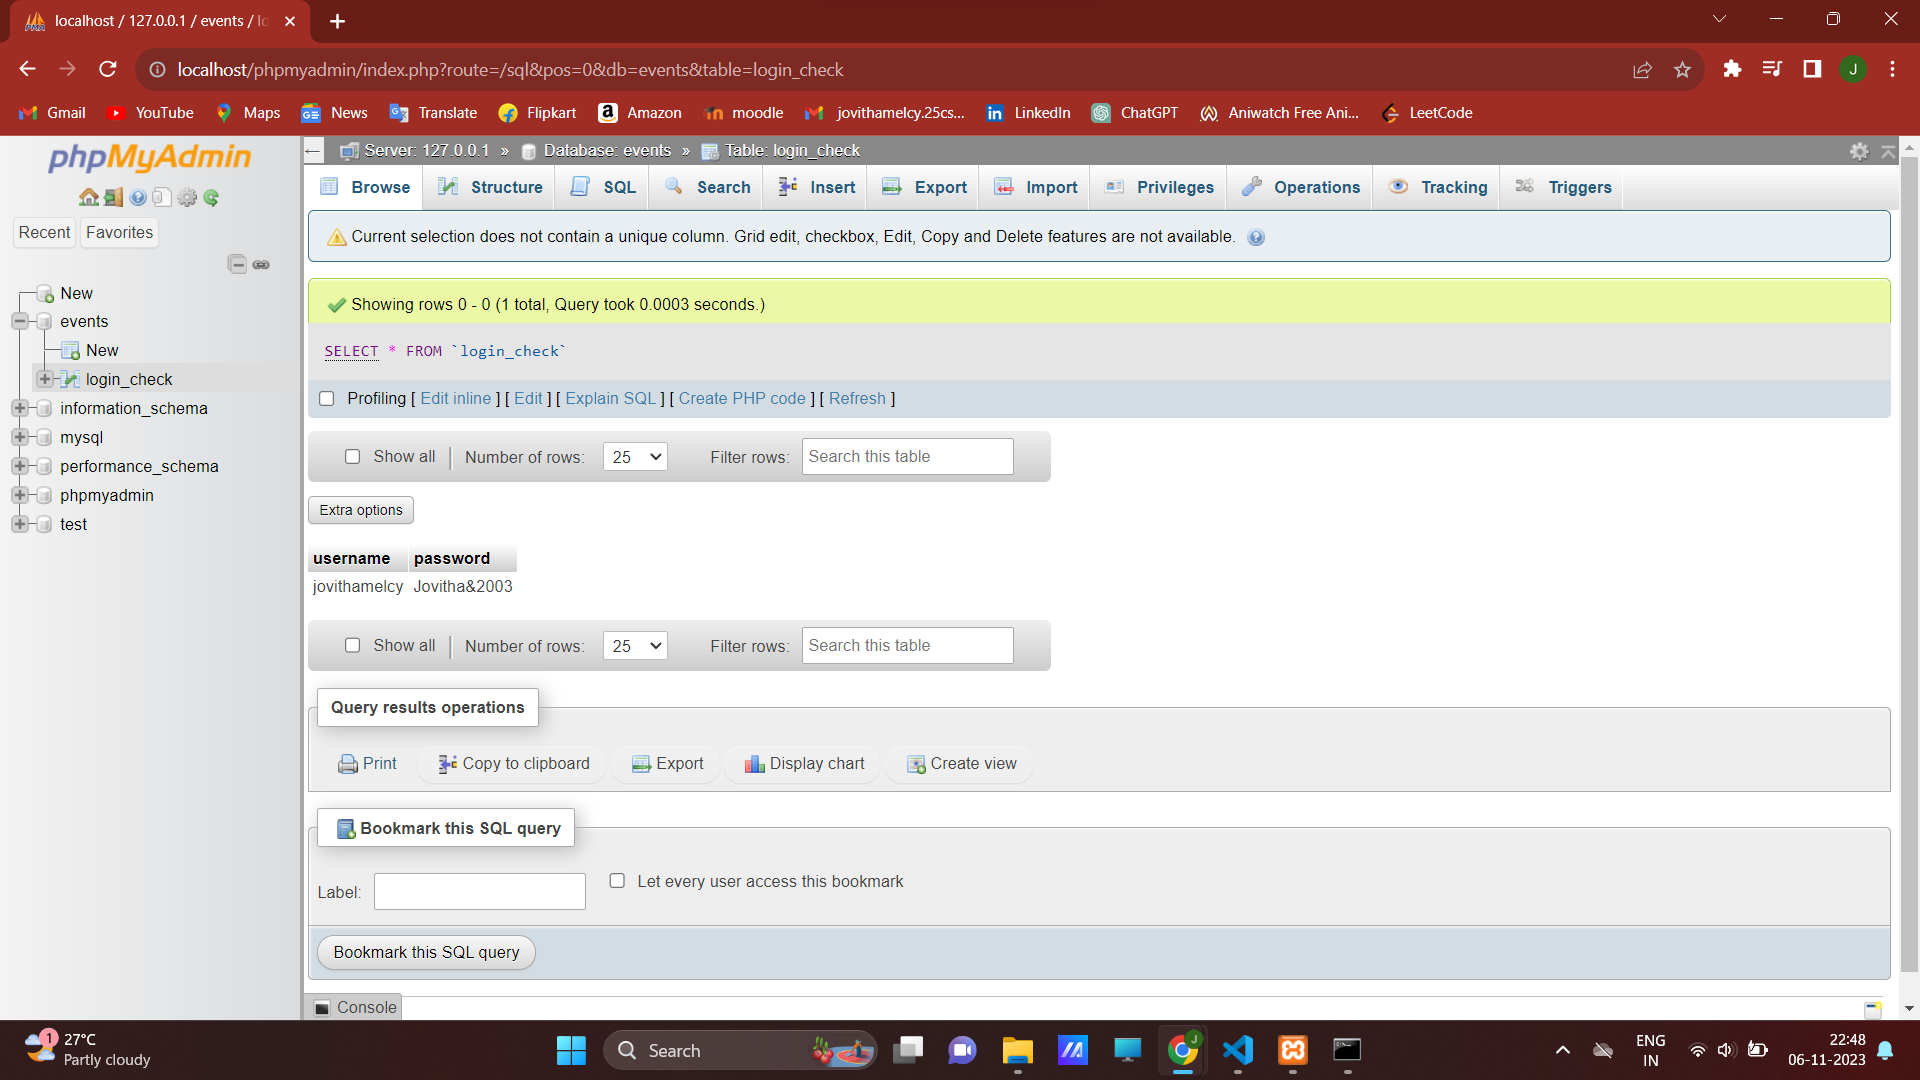 localhost / 127.0.0.1 / events / lo
localhost/phpmyadmin/index.php?route=/sql&pos=0&db=events&table=login_check
J
Gmail YouTube Maps News Translate Flipkart Amazon moodle jovithamelcy.25cs... LinkedIn ChatGPT Aniwatch Free Ani... LeetCode
phpMyAdmin
Recent Favorites
New
events
New
login_check
information_schema
mysql
performance_schema
phpmyadmin
test
Server: 127.0.0.1 » Database: events » Table: login_check
Browse Structure SQL Search Insert Export Import Privileges Operations Tracking Triggers
Current selection does not contain a unique column. Grid edit, checkbox, Edit, Copy and Delete features are not available.
Showing rows 0 - 0 (1 total, Query took 0.0003 seconds.)
SELECT * FROM `login_check`
Profiling [ Edit inline ] [ Edit ] [ Explain SQL ] [ Create PHP code ] [ Refresh ]
Show all Number of rows: 25 Filter rows: Search this table
Extra options
username password
jovithamelcy Jovitha&2003
Show all Number of rows: 25 Filter rows: Search this table
Query results operations
Print Copy to clipboard Export Display chart Create view
Bookmark this SQL query
Label: Let every user access this bookmark
Bookmark this SQL query
Console
1
27°C
Partly cloudy
Search
J
ENG
IN
22:48
06-11-2023